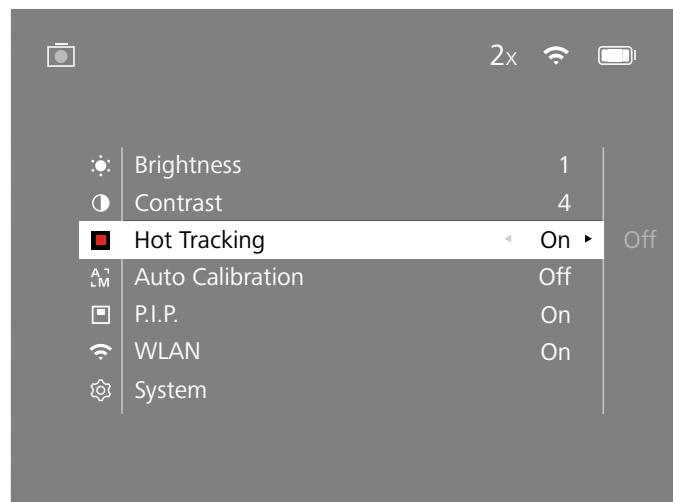 2x
Brightness 1
Contrast 4
Hot Tracking On Off
A M Auto Calibration Off
P.I.P. On
WLAN On
System